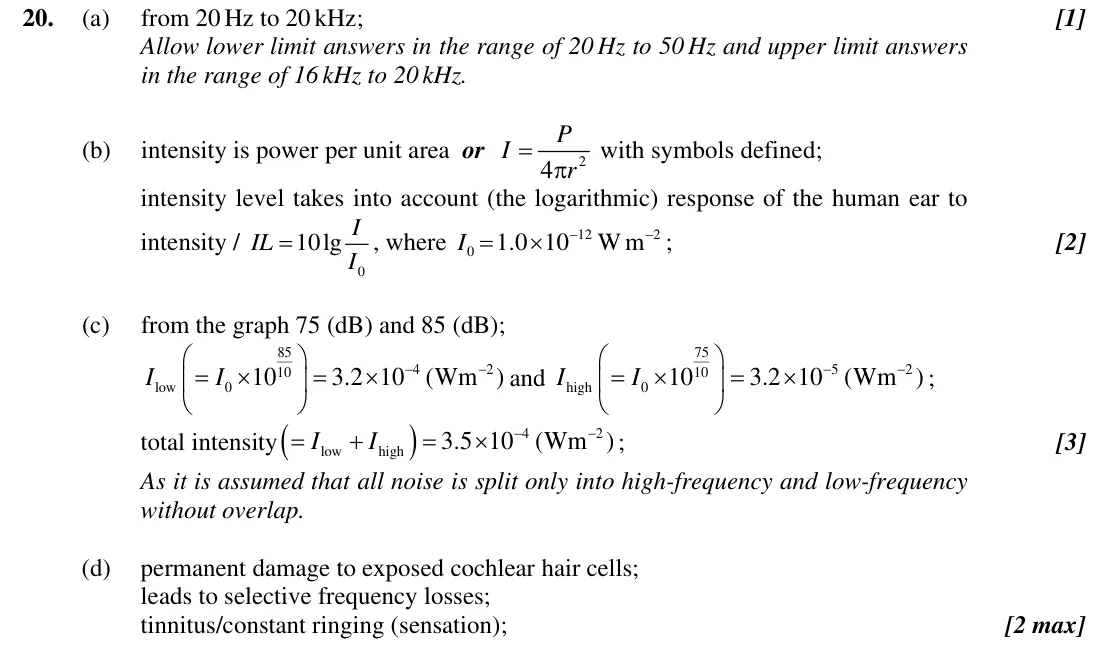 20. (a) from 20 Hz to 20 kHz; [1]
Allow lower limit answers in the range of 20 Hz to 50 Hz and upper limit answers
in the range of 16 kHz to 20 kHz.
(b) intensity is power per unit area or I = P/(4πr²) with symbols defined;
intensity level takes into account (the logarithmic) response of the human ear to
intensity / IL = 10 lg I/I₀, where I₀ = 1.0×10⁻¹² W m⁻²; [2]
(c) from the graph 75 (dB) and 85 (dB);
I_low (= I₀ ×10^(85/10)) = 3.2×10⁻⁴ (Wm⁻²) and I_high (= I₀ ×10^(75/10)) = 3.2×10⁻⁵ (Wm⁻²);
total intensity (= I_low + I_high) = 3.5×10⁻⁴ (Wm⁻²); [3]
As it is assumed that all noise is split only into high-frequency and low-frequency
without overlap.
(d) permanent damage to exposed cochlear hair cells;
leads to selective frequency losses;
tinnitus/constant ringing (sensation); [2 max]